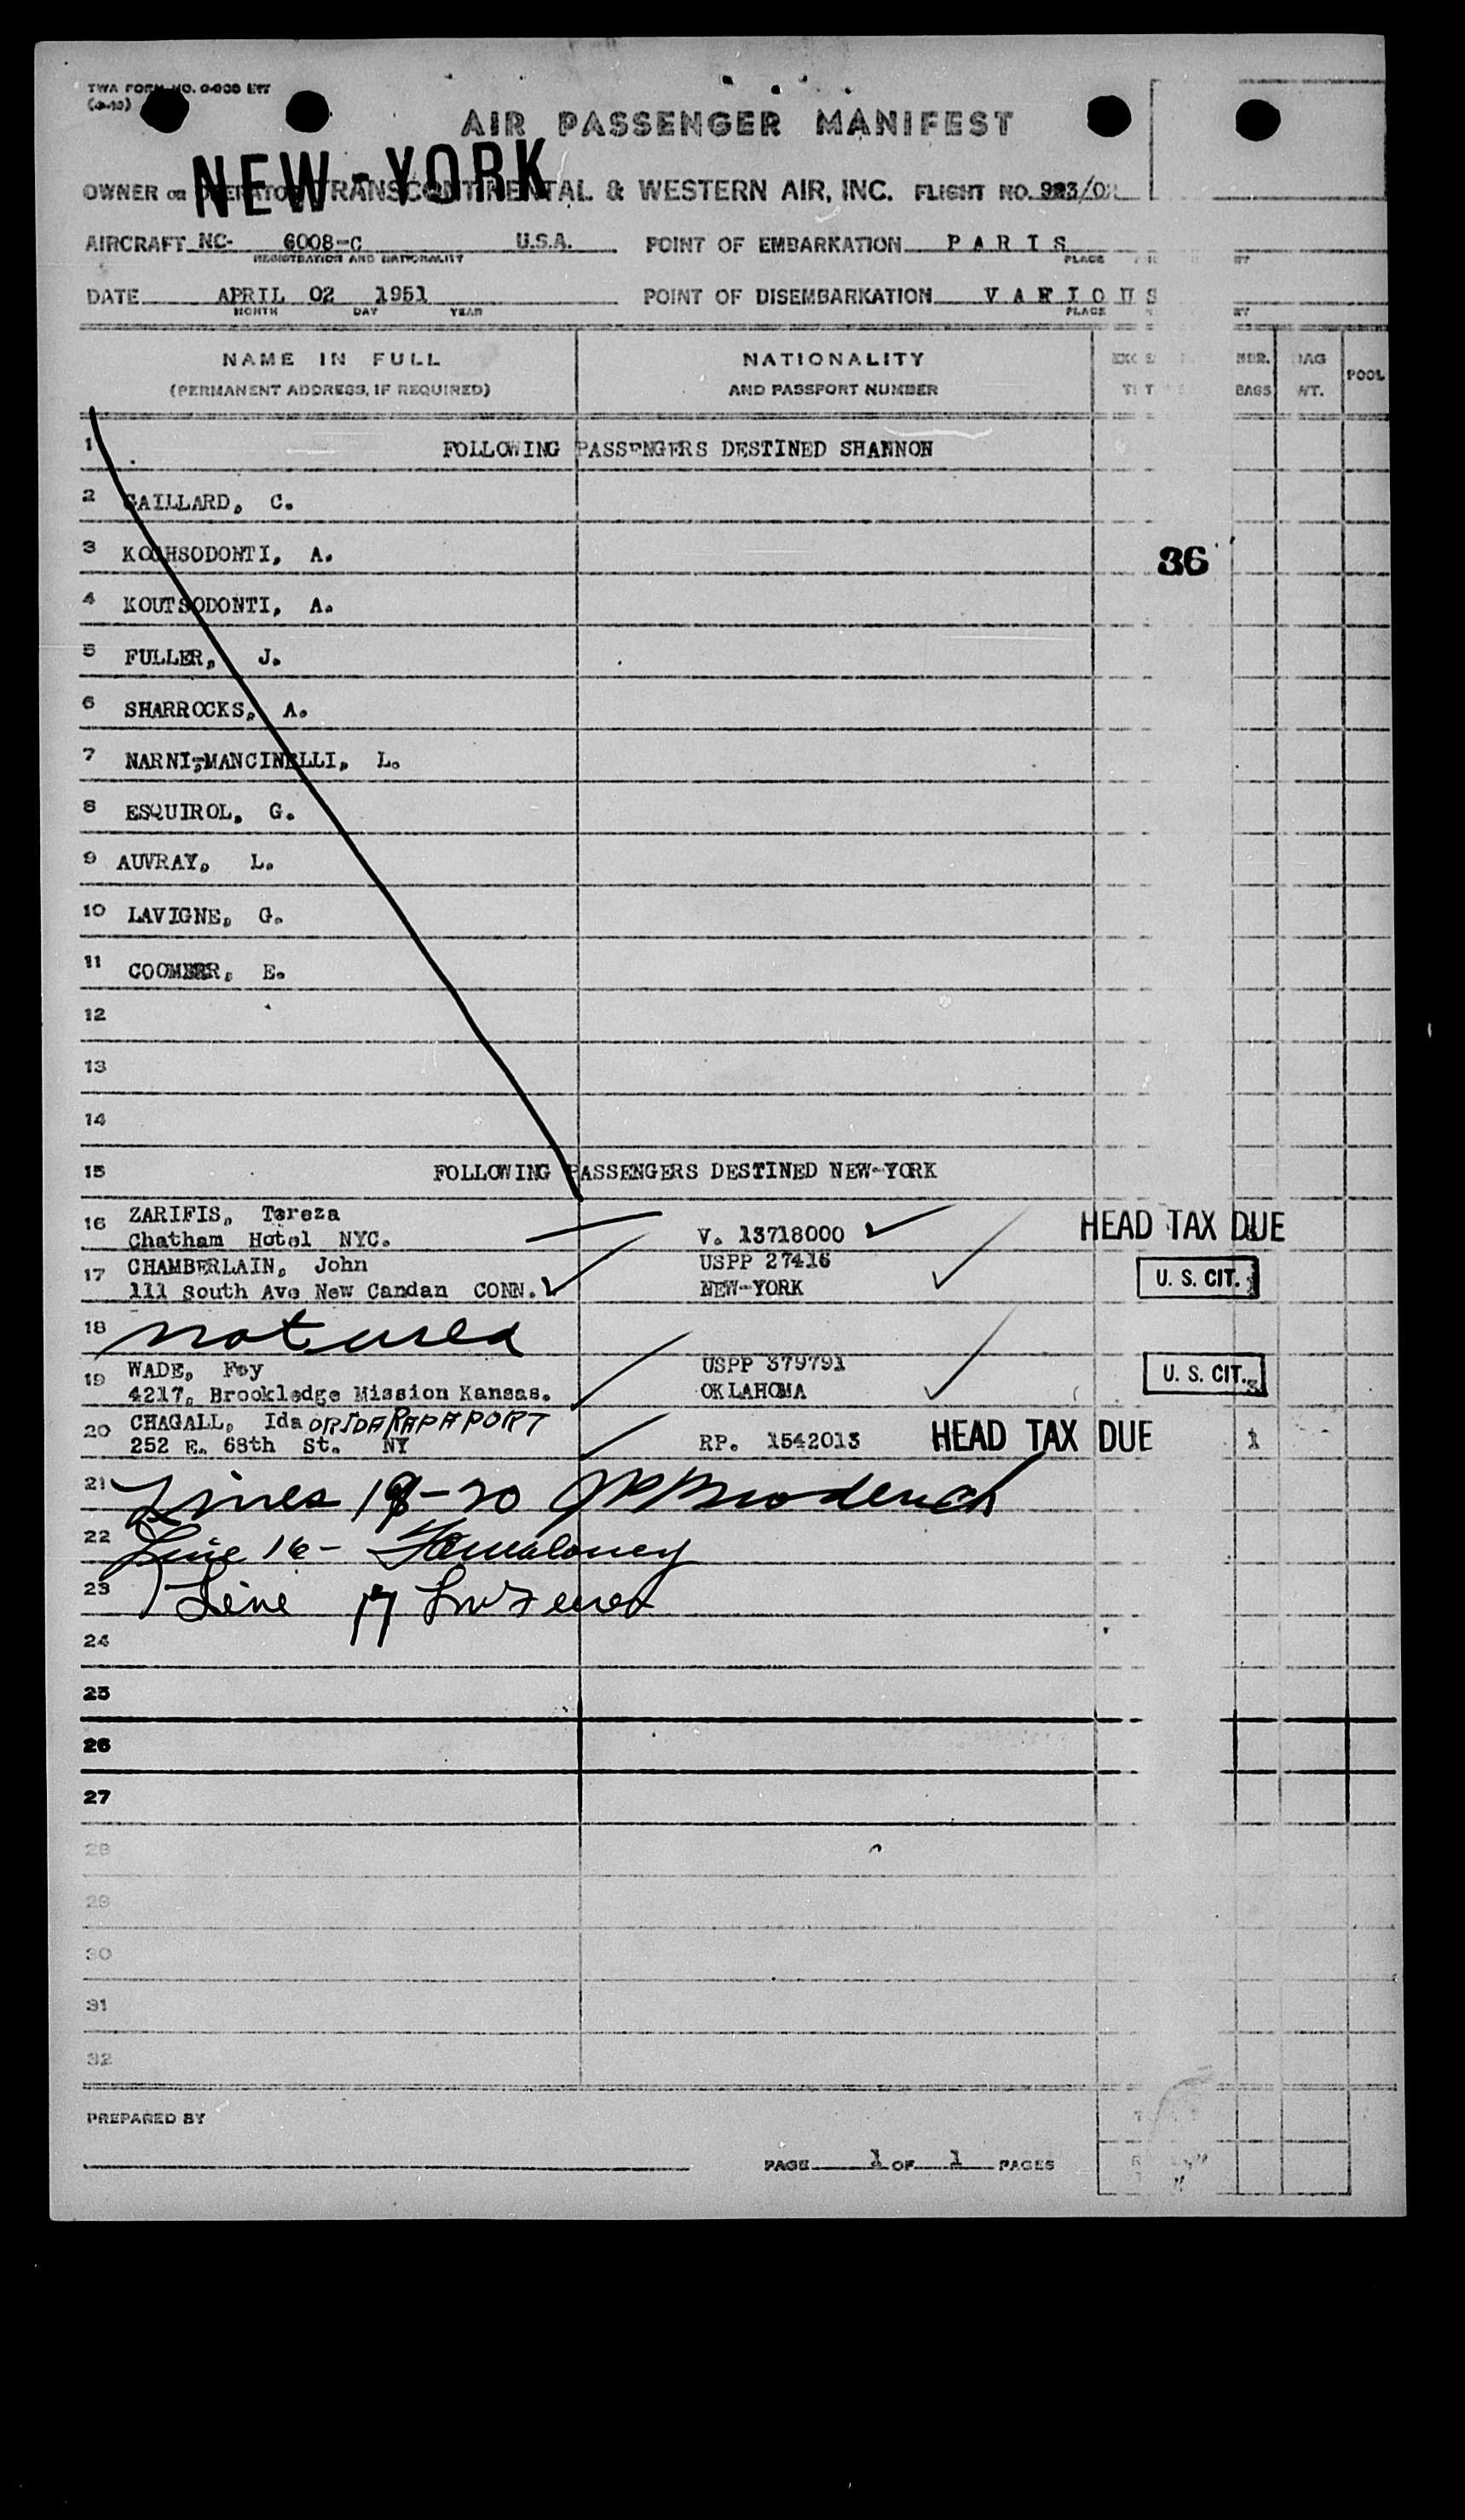 TWA FORM NO.
AIR PASSENGER MANIFEST
NEW-YORK
OWNER OR OPERATOR TRANSCONTINENTAL & WESTERN AIR, INC. FLIGHT NO. 923/02
AIRCRAFT NC- 6008-C U.S.A. POINT OF EMBARKATION PARIS
REGISTRATION AND NATIONALITY PLACE
DATE APRIL 02 1951 POINT OF DISEMBARKATION VARIOUS
MONTH DAY YEAR PLACE
NAME IN FULL NATIONALITY NBR. BAG POOL
(PERMANENT ADDRESS, IF REQUIRED) AND PASSPORT NUMBER BAGS WT.
1 FOLLOWING PASSENGERS DESTINED SHANNON
2 GAILLARD, C.
3 A. 36
4 KOUTSODONTI, A.
5 FULLER, J.
6 SHARROCKS, A.
7 NARNI-MANCINELLI, L.
8 ESQUIROL, G.
9 AUVRAY, L.
10 LAVIGNE, G.
11 COOMBER, E.
12
13
14
15 FOLLOWING PASSENGERS DESTINED NEW-YORK
16 ZARIFIS, Tereza HEAD TAX DUE
Chatham Hotel NYC. V. 13718000
17 CHAMBERLAIN, John USPP 27416 U. S. CIT.
111 South Ave New Candan CONN. NEW-YORK
18 not used
19 WADE, Foy USPP 379791 U. S. CIT. 3
4217, Brookledge Mission Kansas. OKLAHOMA
20 CHAGALL, Ida OR IDA RAPAPORT
252 E. 68th St. NY RP. 1542013 HEAD TAX DUE 1
21 Lines 18-20
22 Line 16-
23 Line 17
24
25
26
27
28
29
30
31
32
PREPARED BY
PAGE 1 OF 1 PAGES